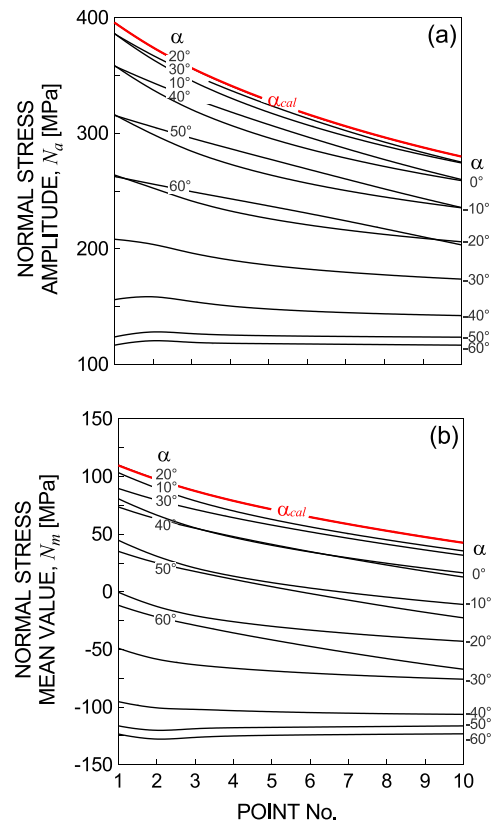 400
300
200
100
NORMAL STRESS
AMPLITUDE, Na [MPa]
(a)
α
20°
30°
10°
40°
50°
60°
αcal
α
0°
-10°
-20°
-30°
-40°
-50°
-60°
150
100
50
0
-50
-100
-150
NORMAL STRESS
MEAN VALUE, Nm [MPa]
(b)
α
20°
10°
30°
40
50°
60°
αcal
α
0°
-10°
-20°
-30°
-40°
-50°
-60°
1 2 3 4 5 6 7 8 9 10
POINT No.